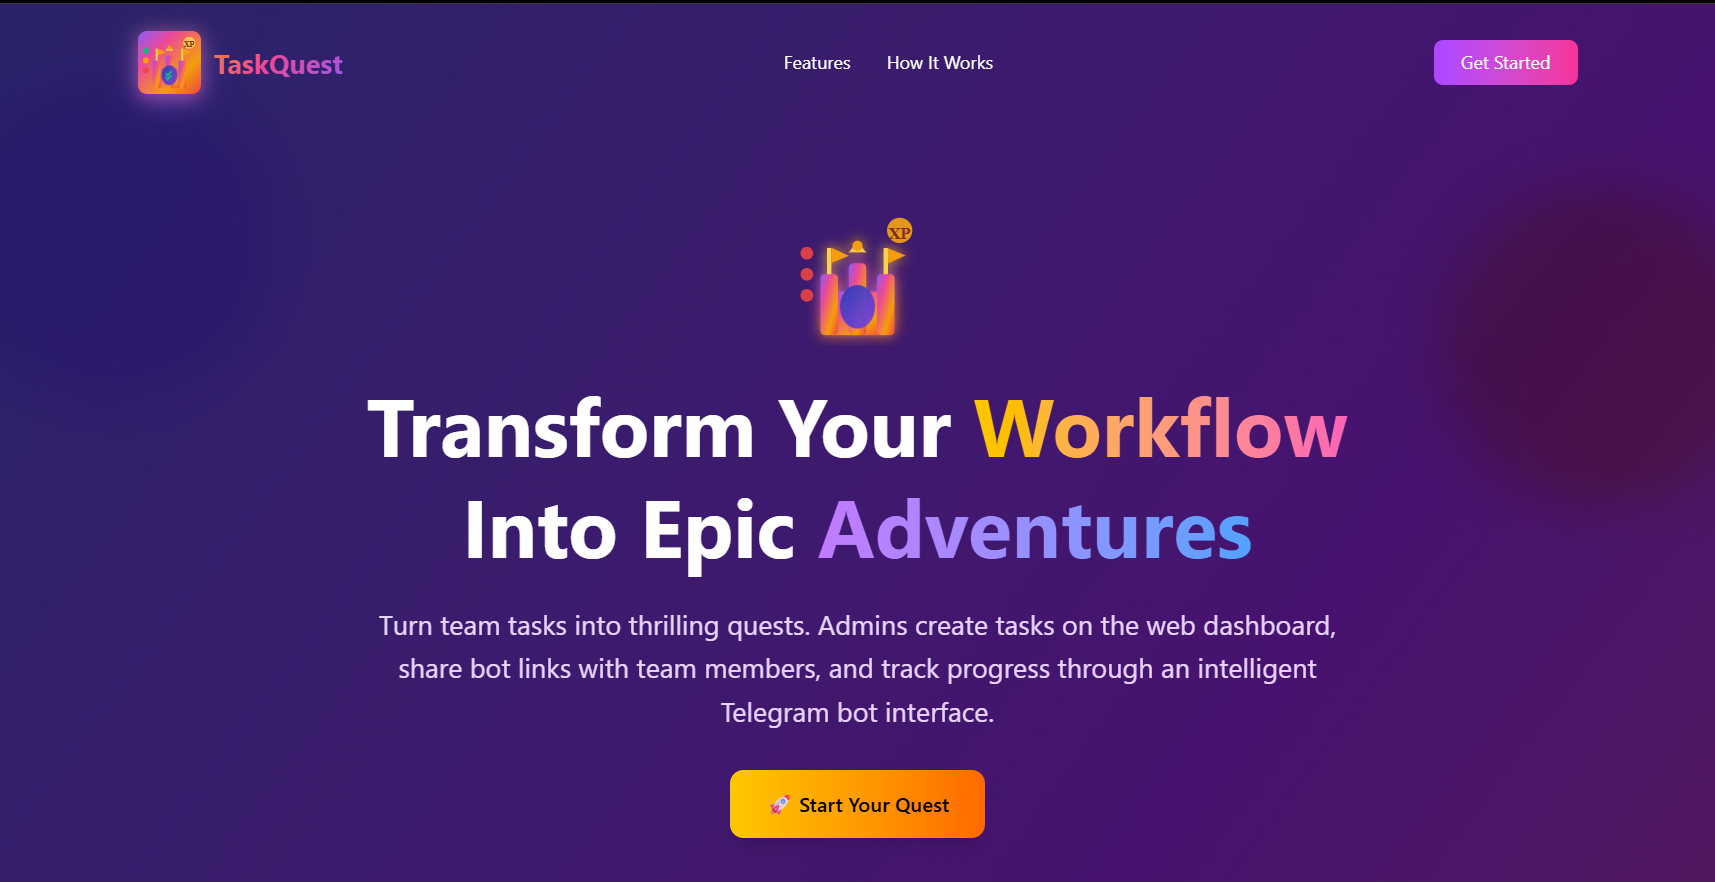 XP
TaskQuest
Features
How It Works
Get Started
XP
Transform Your Workflow
Into Epic Adventures
Turn team tasks into thrilling quests. Admins create tasks on the web dashboard,
share bot links with team members, and track progress through an intelligent
Telegram bot interface.
🚀 Start Your Quest